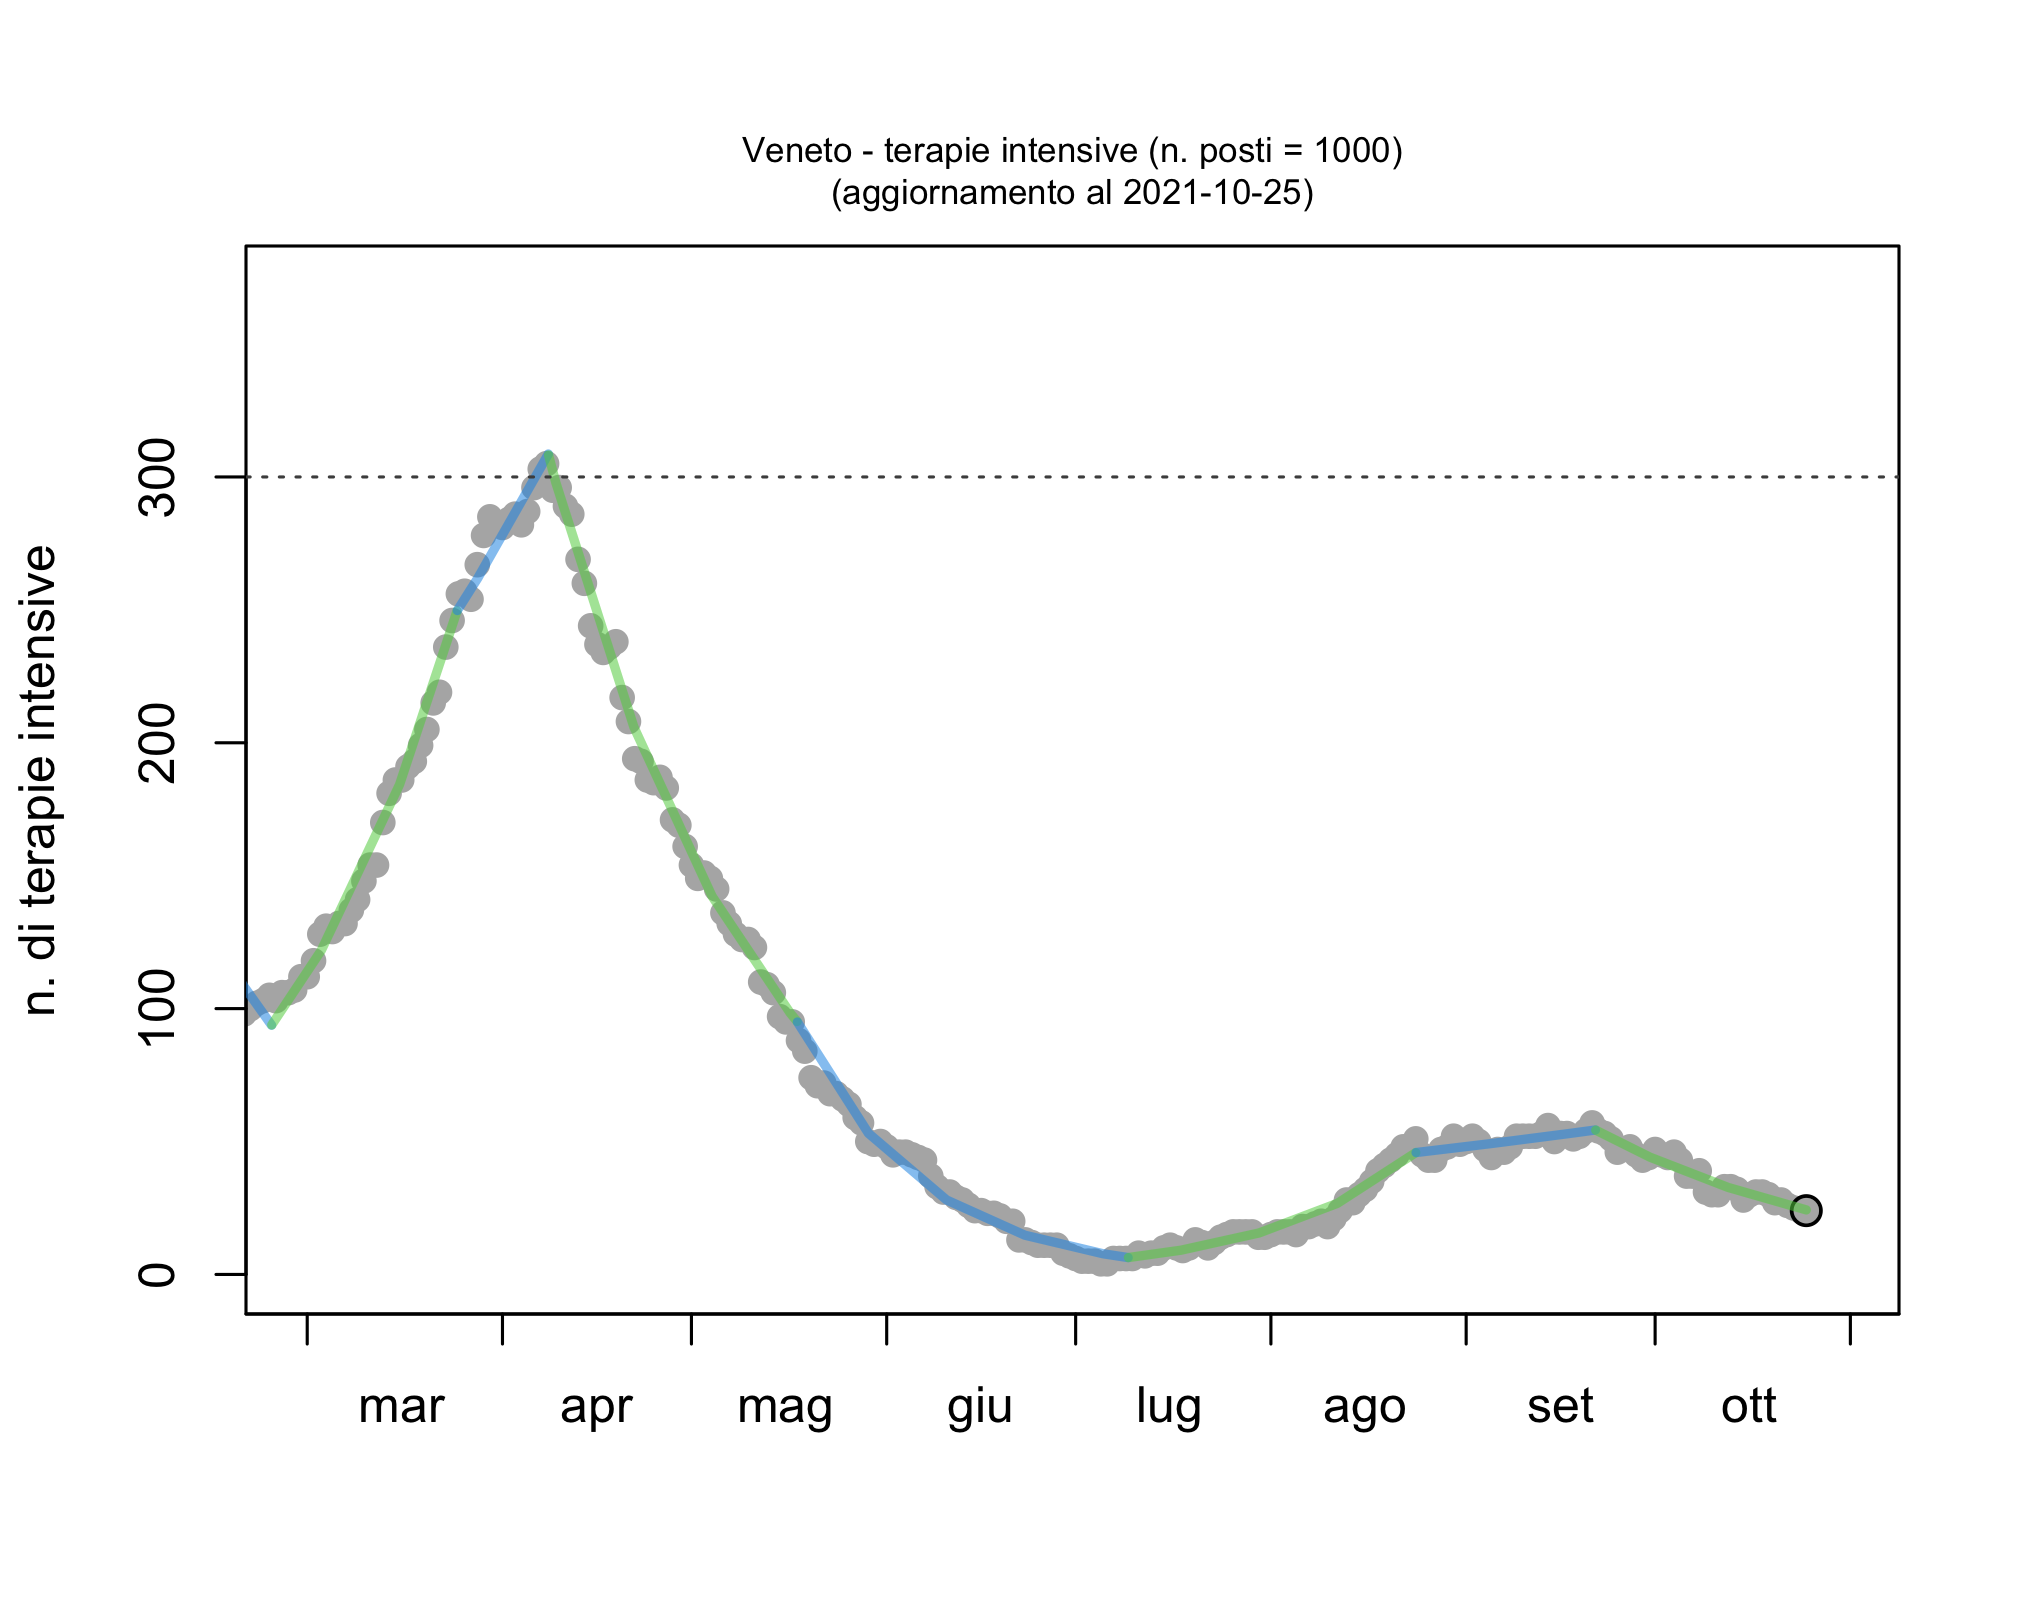 Veneto - terapie intensive (n. posti = 1000)
(aggiornamento al 2021-10-25)
n. di terapie intensive
300
200
100
0
mar apr mag giu lug ago set ott